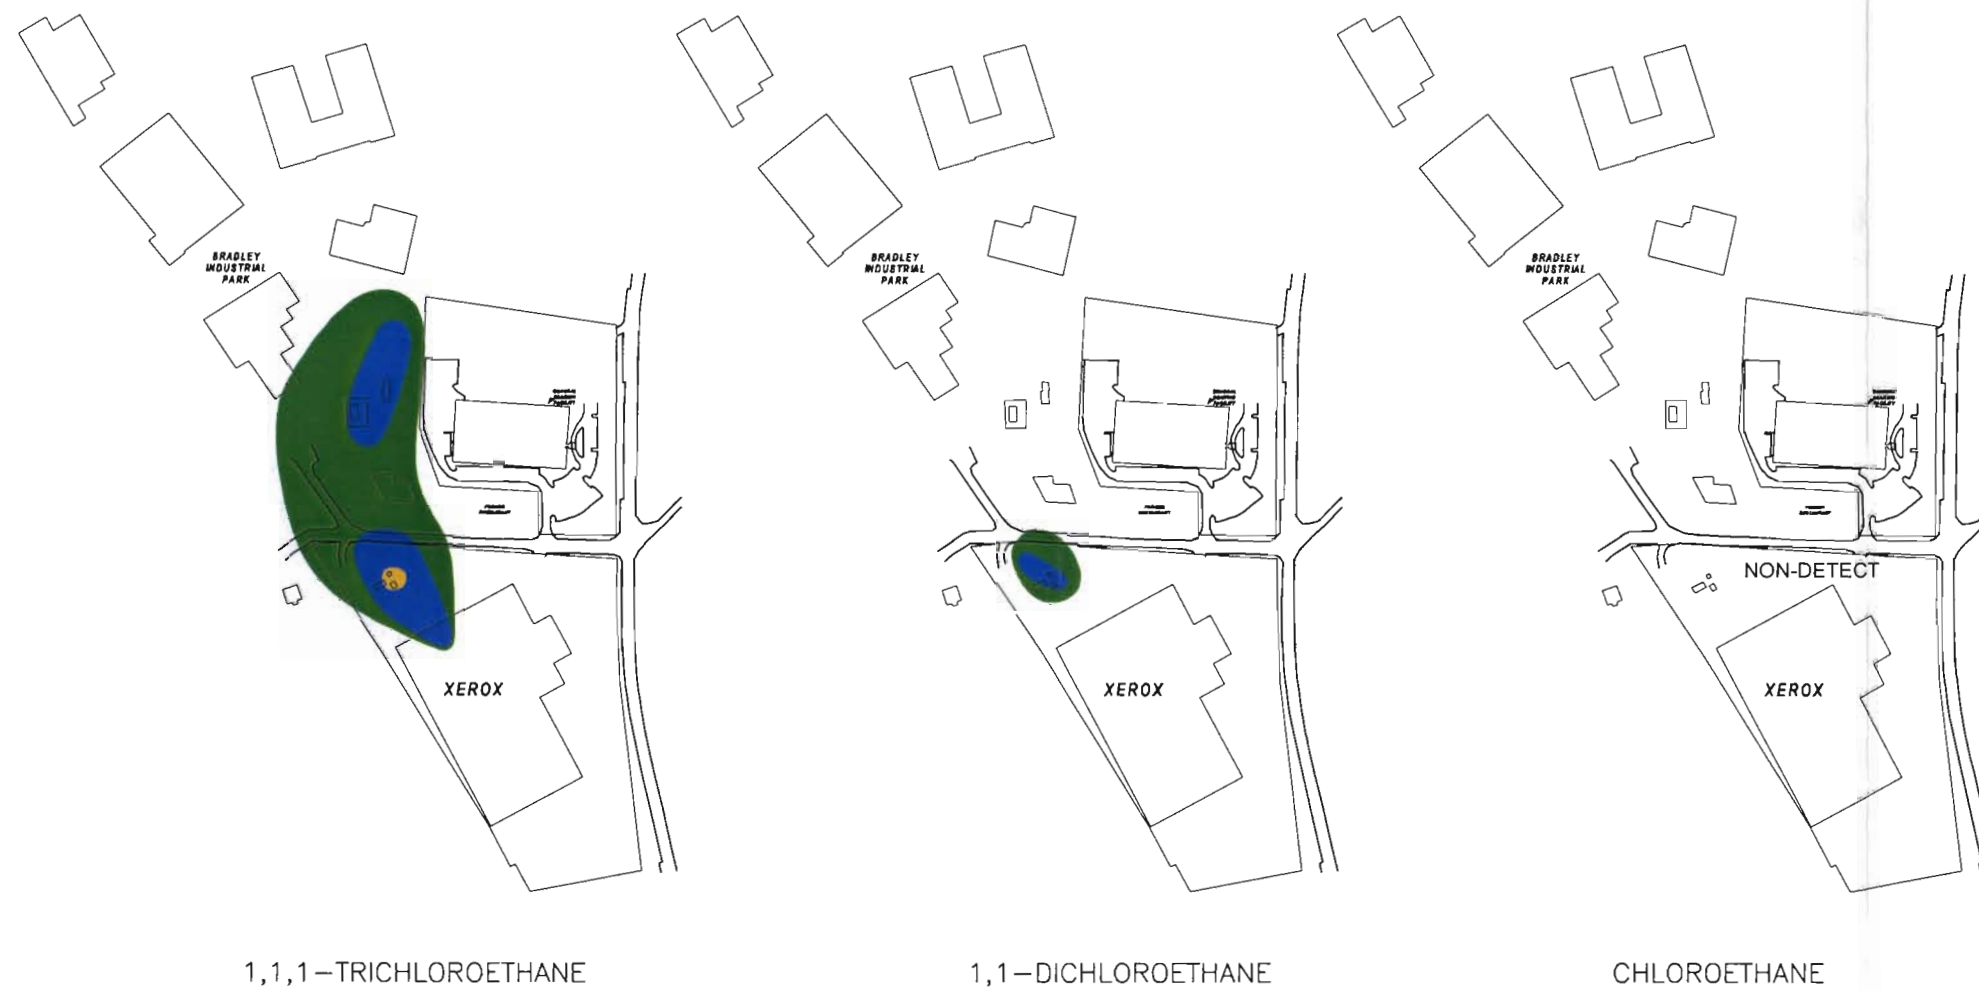 BRADLEY
INDUSTRIAL
PARK
XEROX
1,1,1-TRICHLOROETHANE
BRADLEY
INDUSTRIAL
PARK
XEROX
1,1-DICHLOROETHANE
BRADLEY
INDUSTRIAL
PARK
NON-DETECT
XEROX
CHLOROETHANE